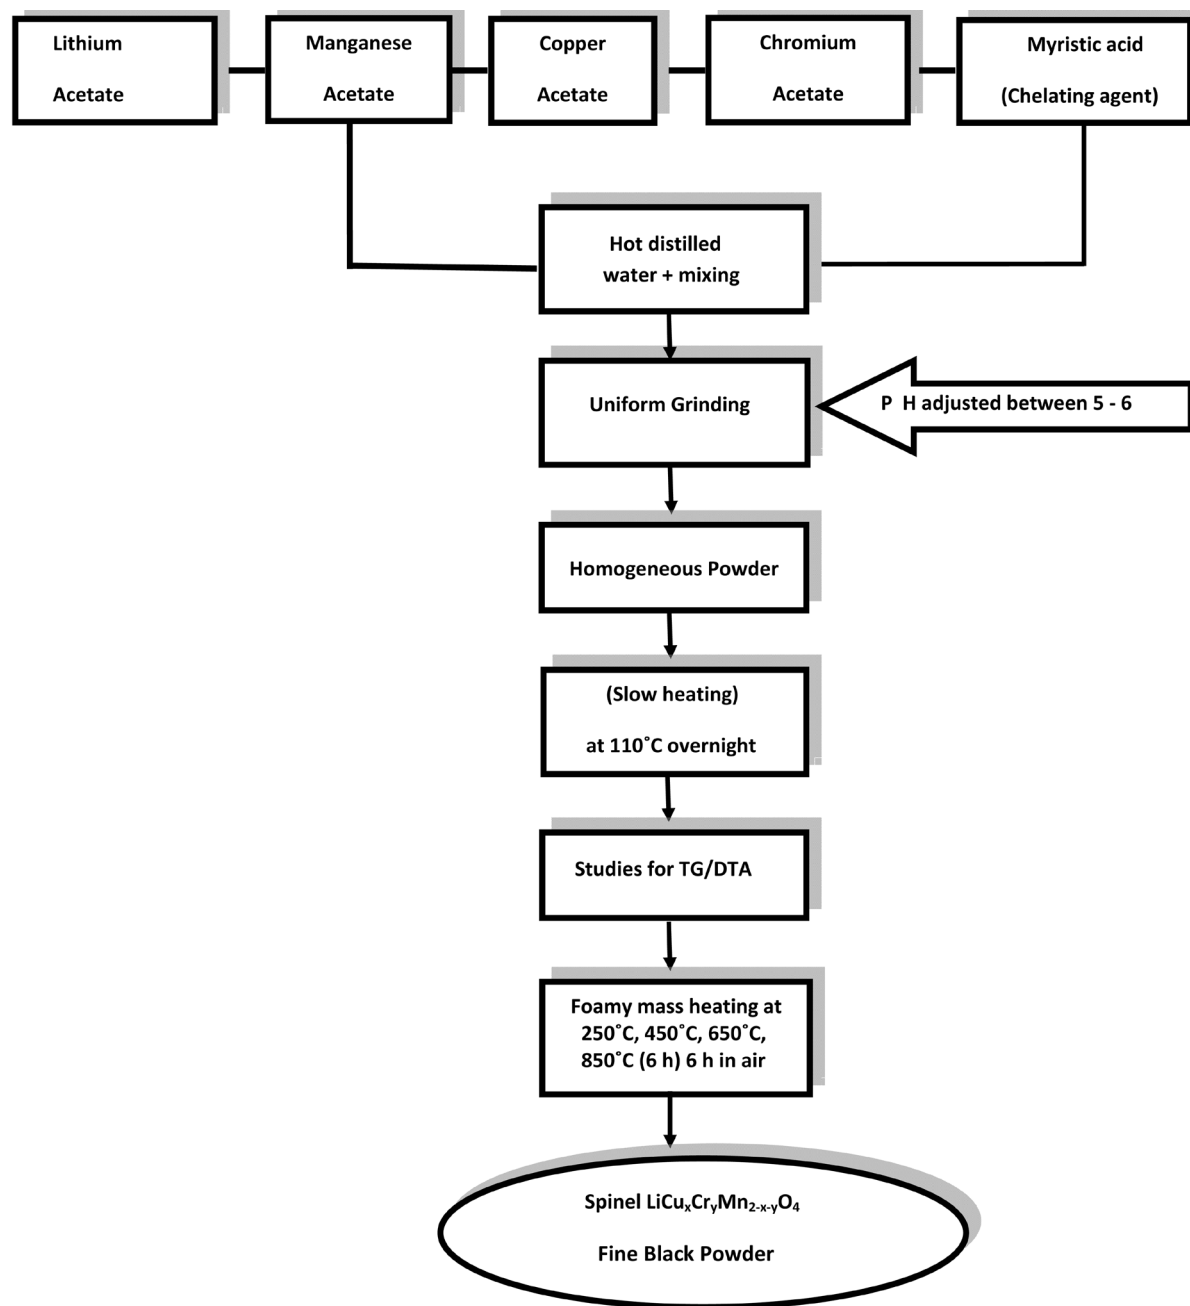 Lithium
Acetate
Manganese
Acetate
Copper
Acetate
Chromium
Acetate
Myristic acid
(Chelating agent)
Hot distilled
water + mixing
Uniform Grinding
P H adjusted between 5 - 6
Homogeneous Powder
(Slow heating)
at 110˚C overnight
Studies for TG/DTA
Foamy mass heating at
250˚C, 450˚C, 650˚C,
850˚C (6 h) 6 h in air
Spinel LiCuₓCrᵧMn₂₋ₓ₋ᵧO₄
Fine Black Powder